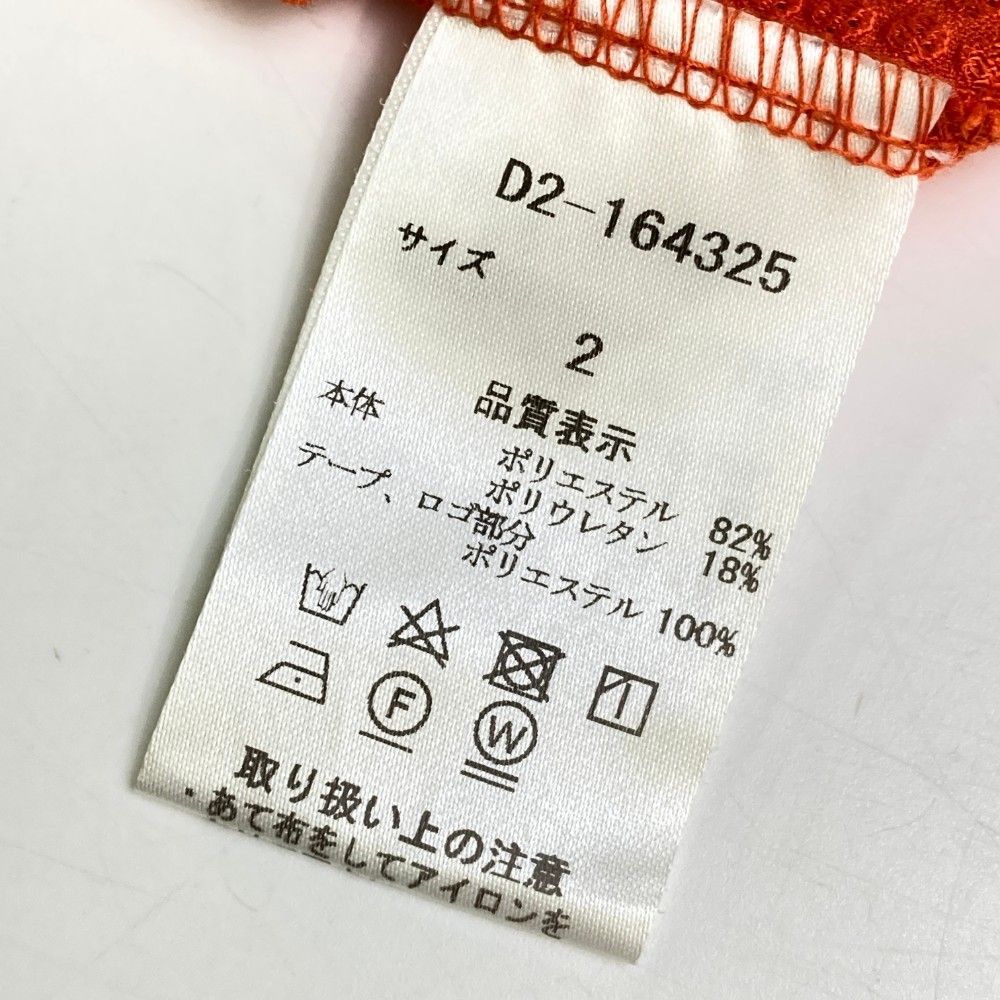 D2-164325
サイズ
2
品質表示
本体
ポリエステル 82%
ポリウレタン 18%
テープ、ロゴ部分
ポリエステル 100%
F
W
取り扱い上の注意
・あて布をしてアイロンを